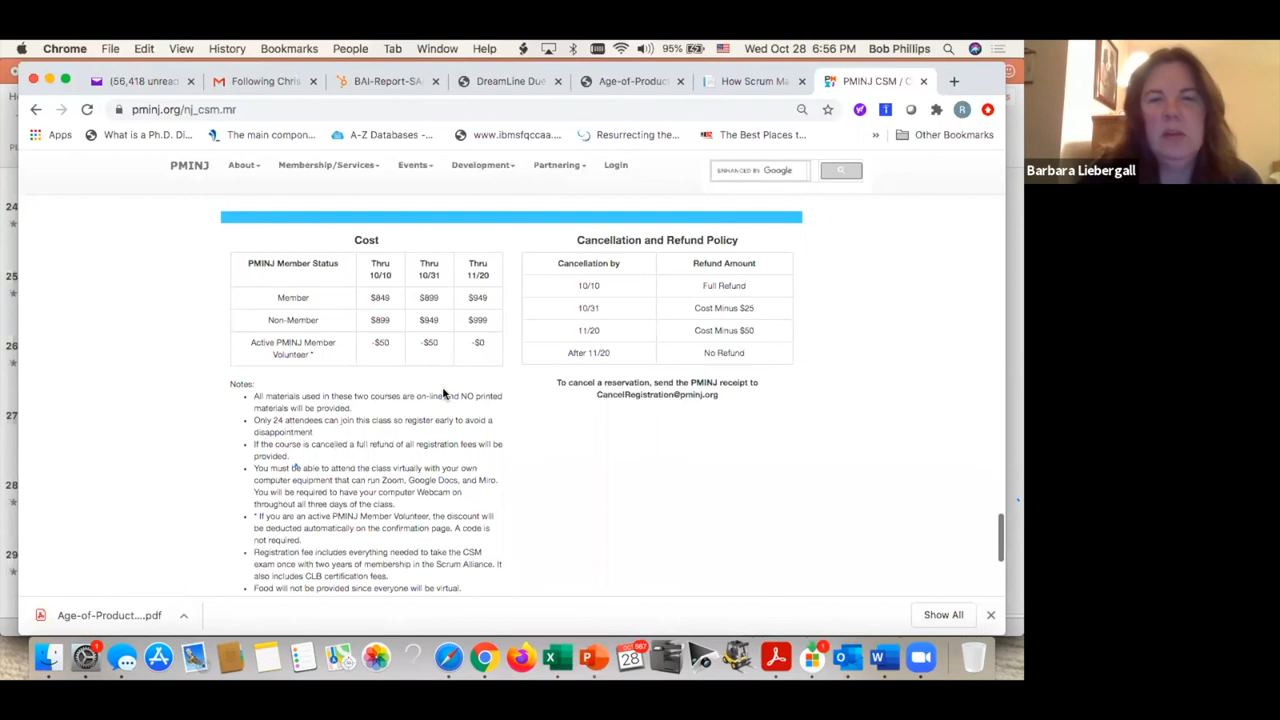 Chrome File Edit View History Bookmarks People Tab Window Help 95% Wed Oct 28 6:56 PM Bob Phillips
(56,418 unread Following Chri BAI-Report-SA DreamLine Due Age-of-Product How Scrum Ma PMINJ CSM / C
pminj.org/nj_csm.mr
Apps What is a Ph.D. Di... The main compon... A-Z Databases -... www.ibmsfqccaa.... Resurrecting the... The Best Places t... » Other Bookmarks
PMINJ About Membership/Services Events Development Partnering Login ENHANCED BY Google
Barbara Liebergall
Cost
PMINJ Member Status Thru 10/10 Thru 10/31 Thru 11/20
Member $849 $899 $949
Non-Member $899 $949 $999
Active PMINJ Member Volunteer * -$50 -$50 -$0
Cancellation and Refund Policy
Cancellation by Refund Amount
10/10 Full Refund
10/31 Cost Minus $25
11/20 Cost Minus $50
After 11/20 No Refund
To cancel a reservation, send the PMINJ receipt to
CancelRegistration@pminj.org
Notes:
All materials used in these two courses are on-line and NO printed
materials will be provided.
Only 24 attendees can join this class so register early to avoid a
disappointment
If the course is cancelled a full refund of all registration fees will be
provided.
You must be able to attend the class virtually with your own
computer equipment that can run Zoom, Google Docs, and Miro.
You will be required to have your computer Webcam on
throughout all three days of the class.
* If you are an active PMINJ Member Volunteer, the discount will
be deducted automatically on the confirmation page. A code is
not required.
Registration fee includes everything needed to take the CSM
exam once with two years of membership in the Scrum Alliance. It
also includes CLB certification fees.
Food will not be provided since everyone will be virtual.
24
25
26
27
28
29
Age-of-Product....pdf Show All